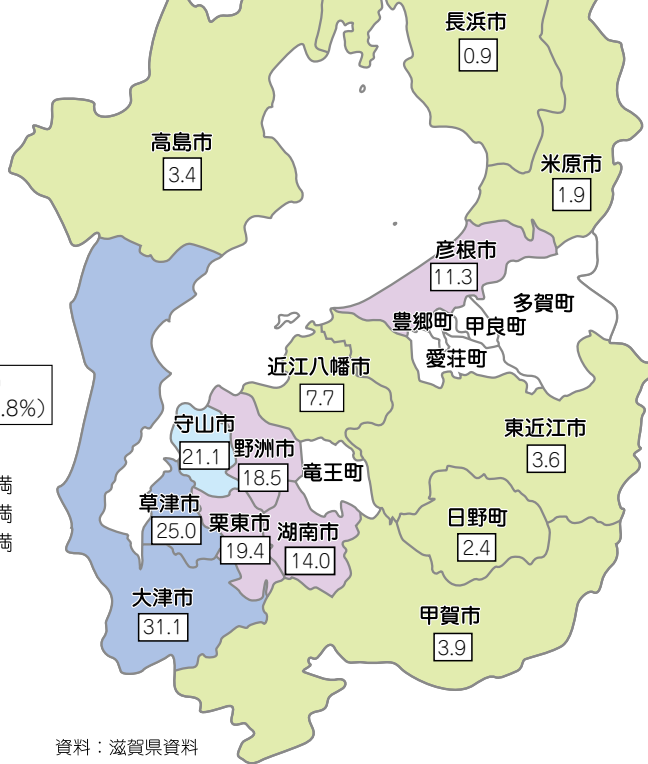 長浜市
0.9
高島市
3.4
米原市
1.9
彦根市
11.3
多賀町
豊郷町
甲良町
愛荘町
近江八幡市
7.7
.8%)
守山市
21.1
野洲市
18.5
竜王町
東近江市
3.6
満
満
満
草津市
25.0
栗東市
19.4
湖南市
14.0
日野町
2.4
大津市
31.1
甲賀市
3.9
資料：滋賀県資料